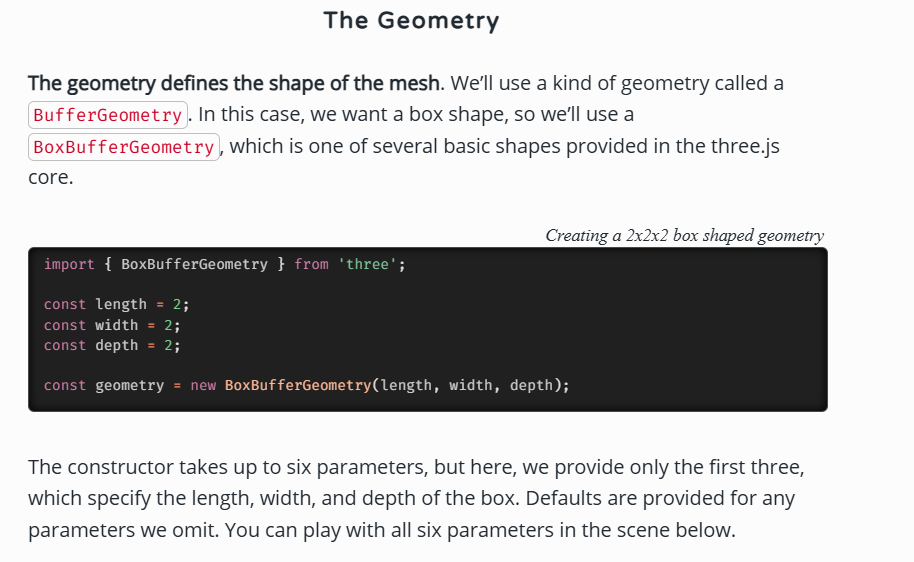 The Geometry
The geometry defines the shape of the mesh. We’ll use a kind of geometry called a
BufferGeometry. In this case, we want a box shape, so we’ll use a
BoxBufferGeometry, which is one of several basic shapes provided in the three.js
core.
Creating a 2x2x2 box shaped geometry
import { BoxBufferGeometry } from 'three';
const length = 2;
const width = 2;
const depth = 2;
const geometry = new BoxBufferGeometry(length, width, depth);
The constructor takes up to six parameters, but here, we provide only the first three,
which specify the length, width, and depth of the box. Defaults are provided for any
parameters we omit. You can play with all six parameters in the scene below.